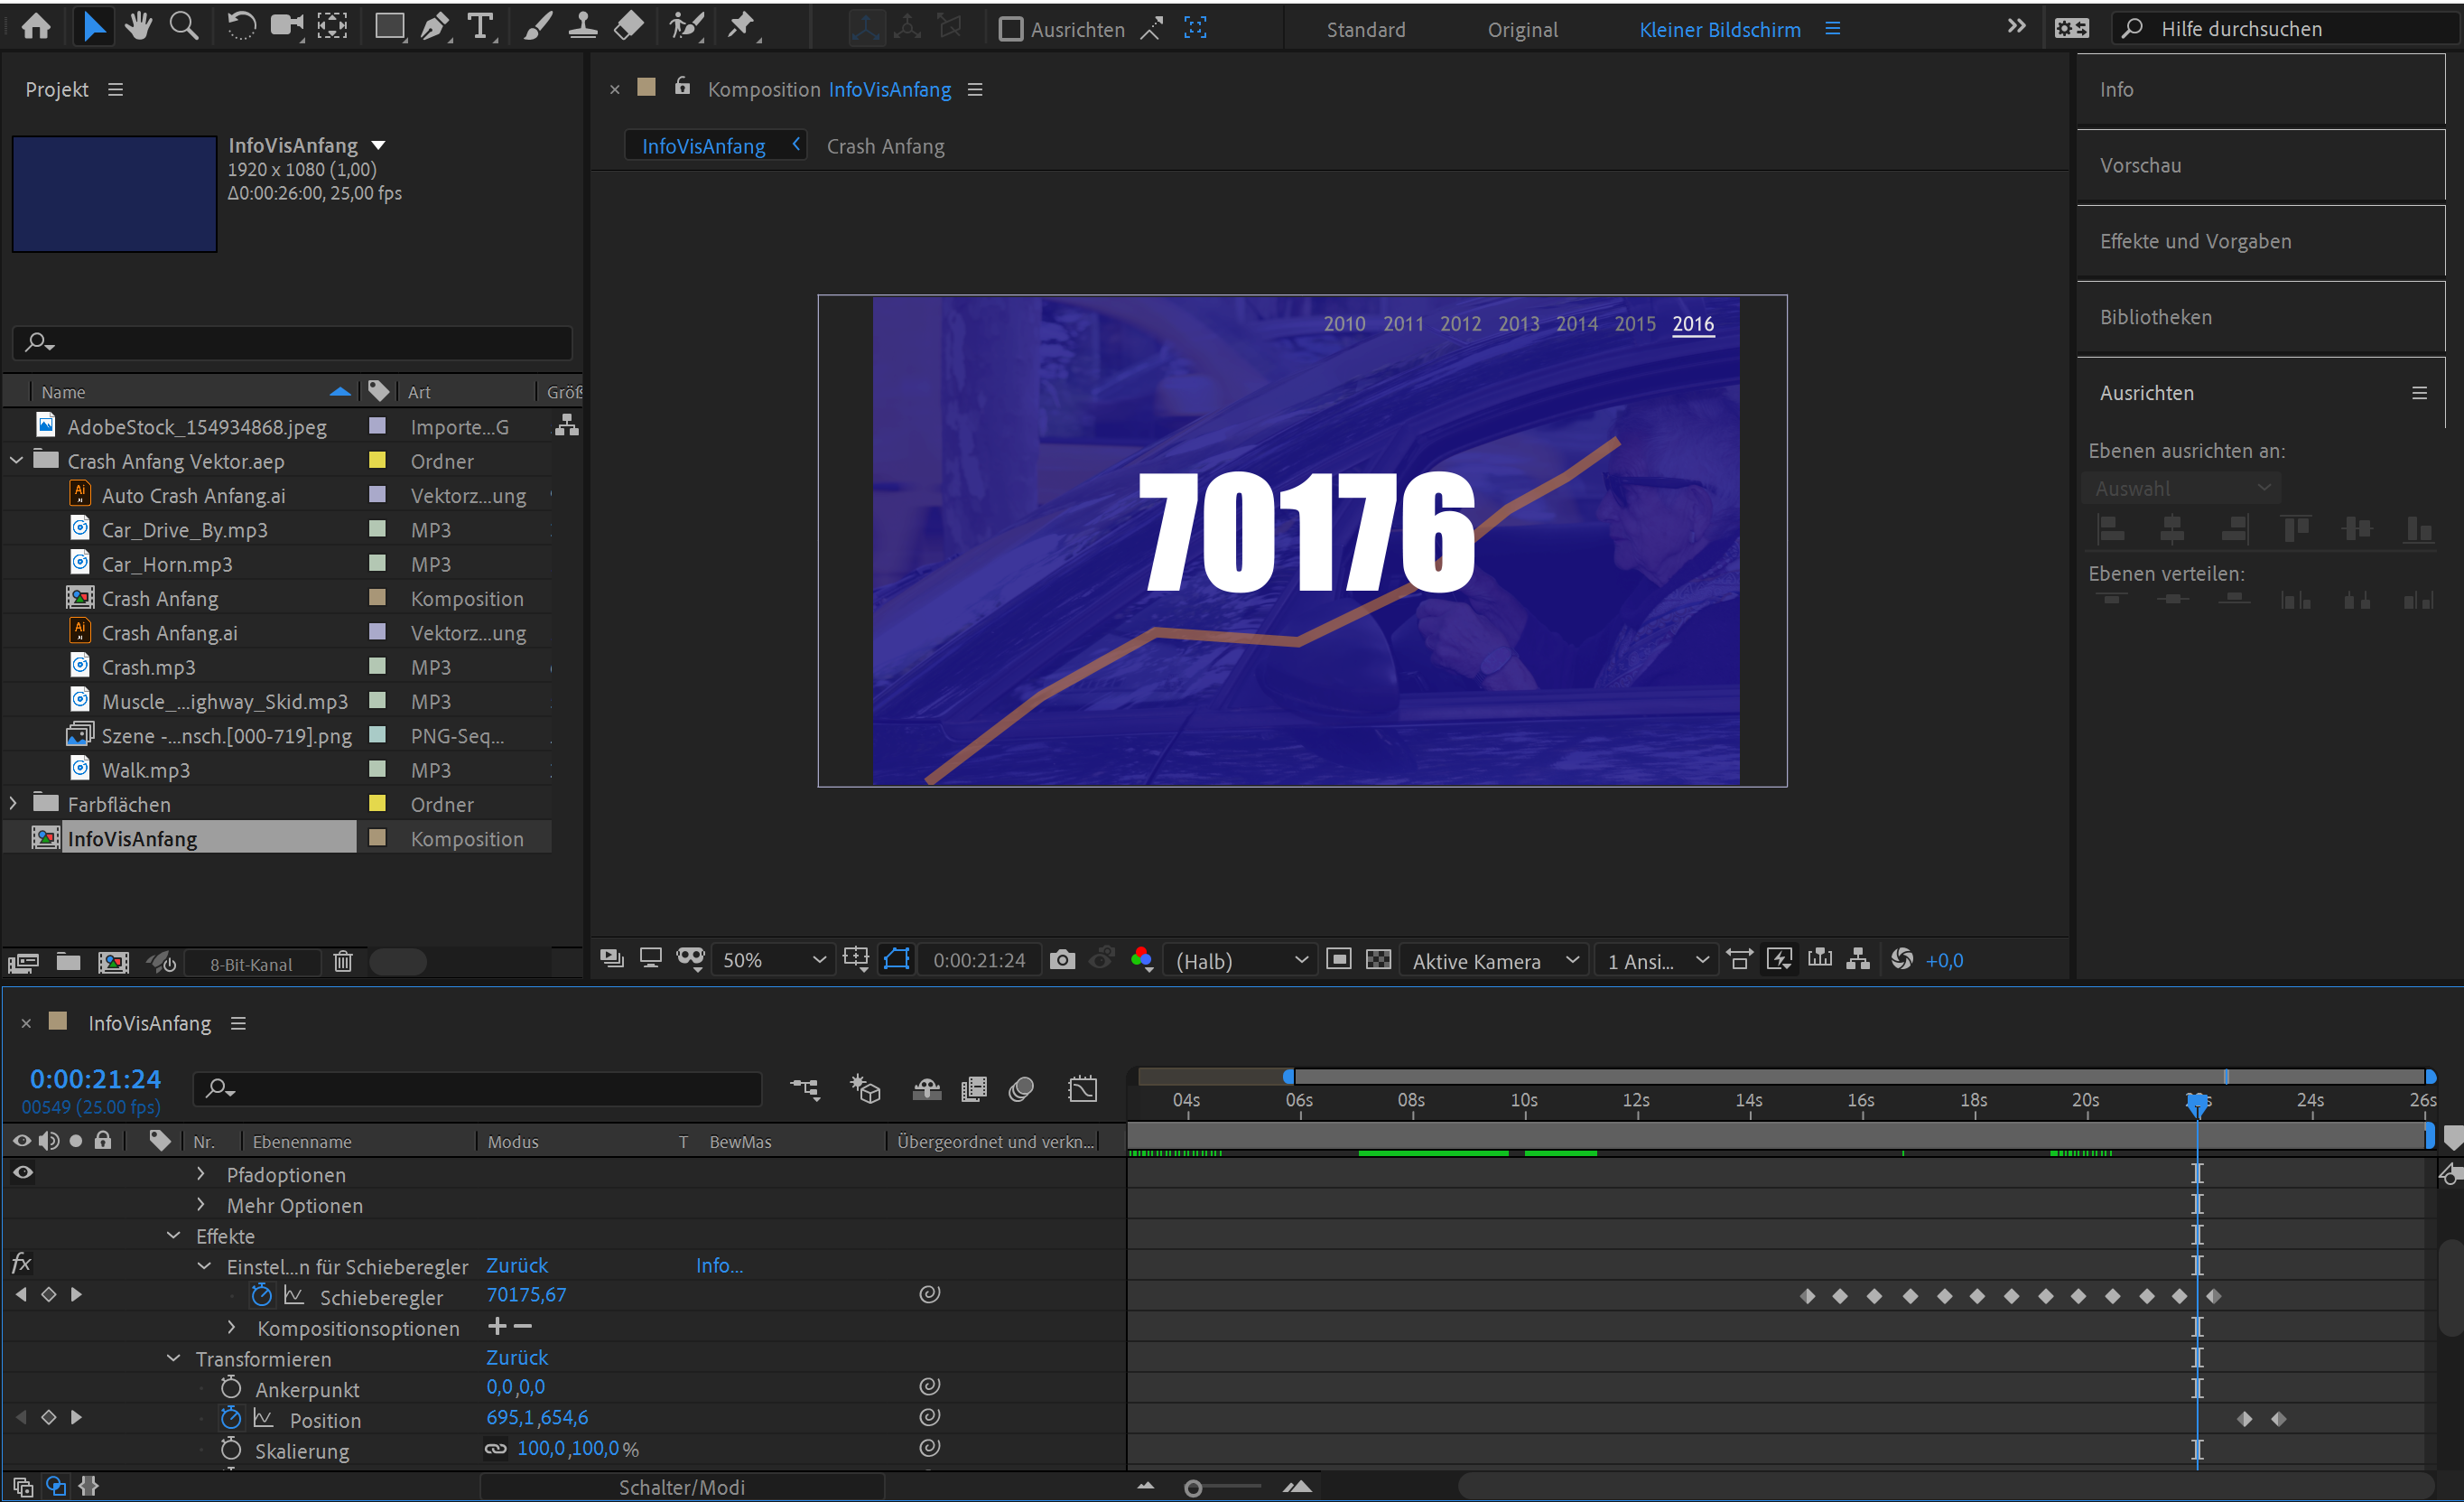 Ausrichten
Standard
Original
Kleiner Bildschirm
Hilfe durchsuchen
Projekt
InfoVisAnfang
1920 x 1080 (1,00)
Δ0:00:26:00, 25,00 fps
Name
Art
Größ
AdobeStock_154934868.jpeg Importe...G
Crash Anfang Vektor.aep Ordner
Auto Crash Anfang.ai Vektorz...ung
Car_Drive_By.mp3 MP3
Car_Horn.mp3 MP3
Crash Anfang Komposition
Crash Anfang.ai Vektorz...ung
Crash.mp3 MP3
Muscle_...ighway_Skid.mp3 MP3
Szene -...nsch.[000-719].png PNG-Seq...
Walk.mp3 MP3
Farbflächen Ordner
InfoVisAnfang Komposition
8-Bit-Kanal
Komposition InfoVisAnfang
InfoVisAnfang
Crash Anfang
2010 2011 2012 2013 2014 2015 2016
70176
50%
0:00:21:24
(Halb)
Aktive Kamera
1 Ansi...
+0,0
Info
Vorschau
Effekte und Vorgaben
Bibliotheken
Ausrichten
Ebenen ausrichten an:
Auswahl
Ebenen verteilen:
InfoVisAnfang
0:00:21:24
00549 (25.00 fps)
Nr.
Ebenenname
Modus
T
BewMas
Übergeordnet und verkn...
04s 06s 08s 10s 12s 14s 16s 18s 20s 24s 26s
Pfadoptionen
Mehr Optionen
Effekte
fx
Einstel...n für Schieberegler Zurück Info...
Schieberegler 70175,67
Kompositionsoptionen
Transformieren Zurück
Ankerpunkt 0,0,0,0
Position 695,1,654,6
Skalierung 100,0,100,0%
Schalter/Modi